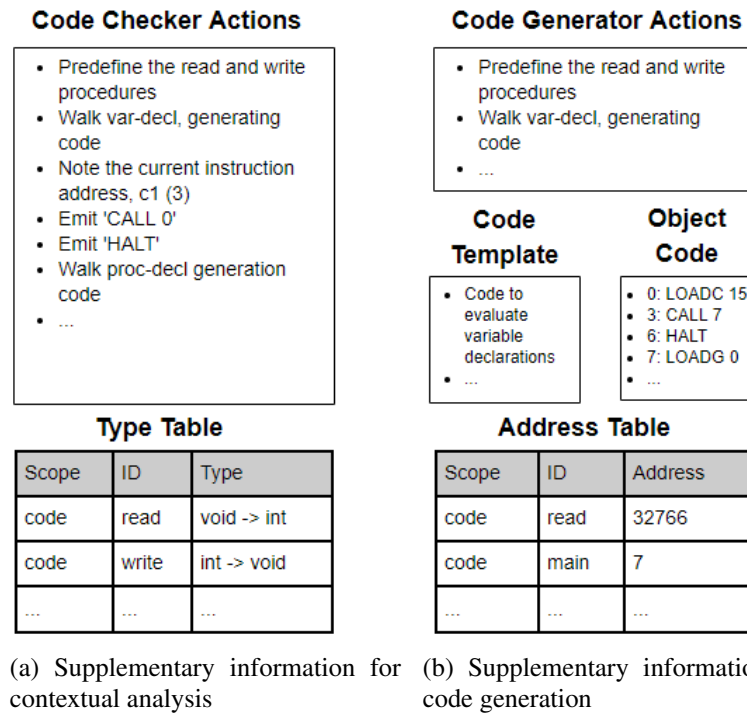 Code Checker Actions
• Predefine the read and write
procedures
• Walk var-decl, generating
code
• Note the current instruction
address, c1 (3)
• Emit 'CALL 0'
• Emit 'HALT'
• Walk proc-decl generation
code
• ...
Type Table
Scope ID Type
code read void -> int
code write int -> void
... ... ...
(a) Supplementary information for
contextual analysis
Code Generator Actions
• Predefine the read and write
procedures
• Walk var-decl, generating
code
• ...
Code
Template
• Code to
evaluate
variable
declarations
• ...
Object
Code
• 0: LOADC 15
• 3: CALL 7
• 6: HALT
• 7: LOADG 0
• ...
Address Table
Scope ID Address
code read 32766
code main 7
... ... ...
(b) Supplementary informatio
code generation